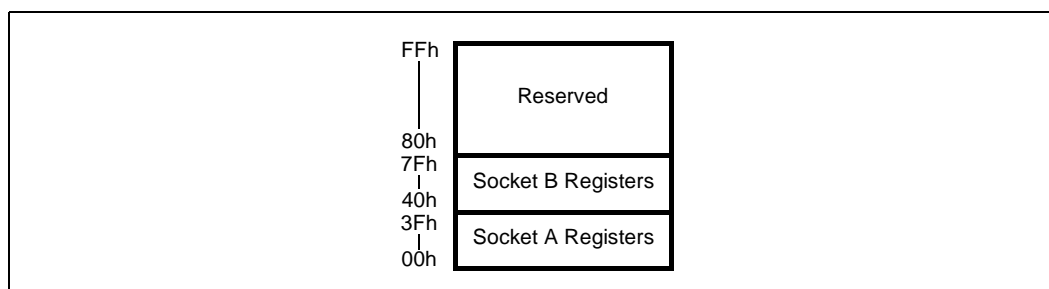 FFh
Reserved
80h
7Fh
Socket B Registers
40h
3Fh
Socket A Registers
00h